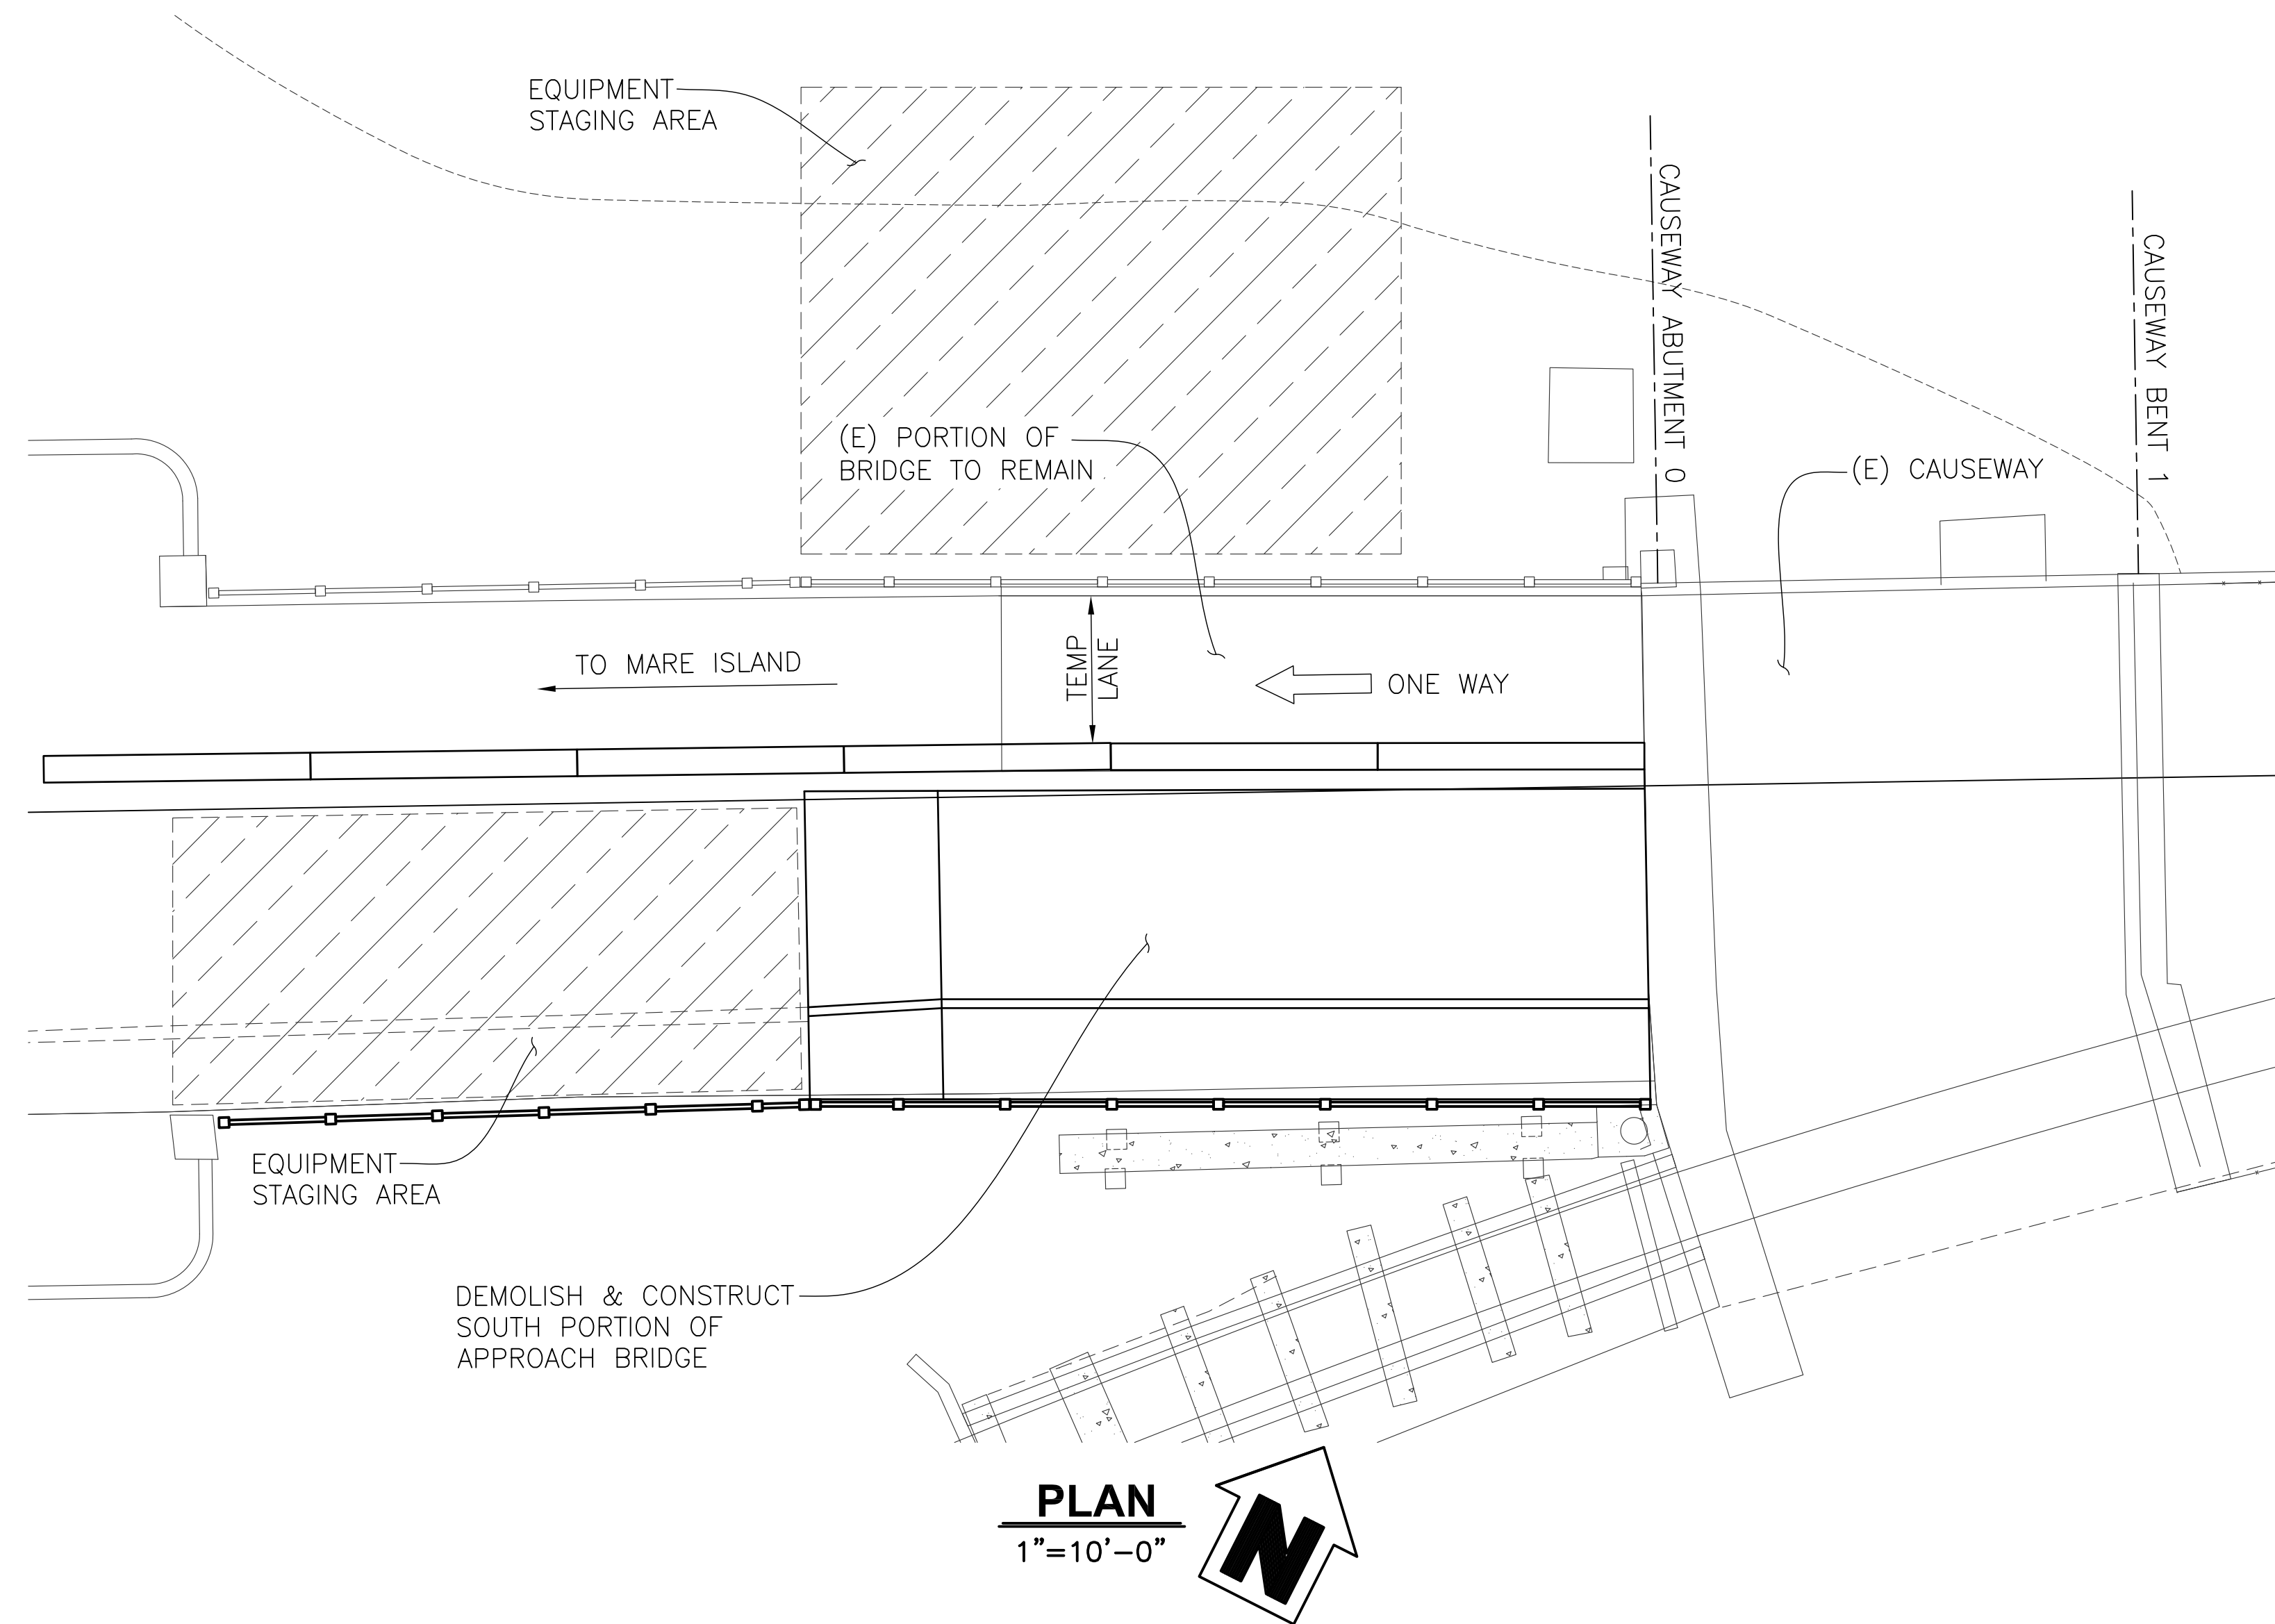 EQUIPMENT
STAGING AREA
CAUSEWAY ABUTMENT 0
CAUSEWAY BENT 1
(E) PORTION OF
BRIDGE TO REMAIN
(E) CAUSEWAY
TO MARE ISLAND
TEMP
LANE
ONE WAY
EQUIPMENT
STAGING AREA
DEMOLISH & CONSTRUCT
SOUTH PORTION OF
APPROACH BRIDGE
PLAN
1"=10'-0"
N